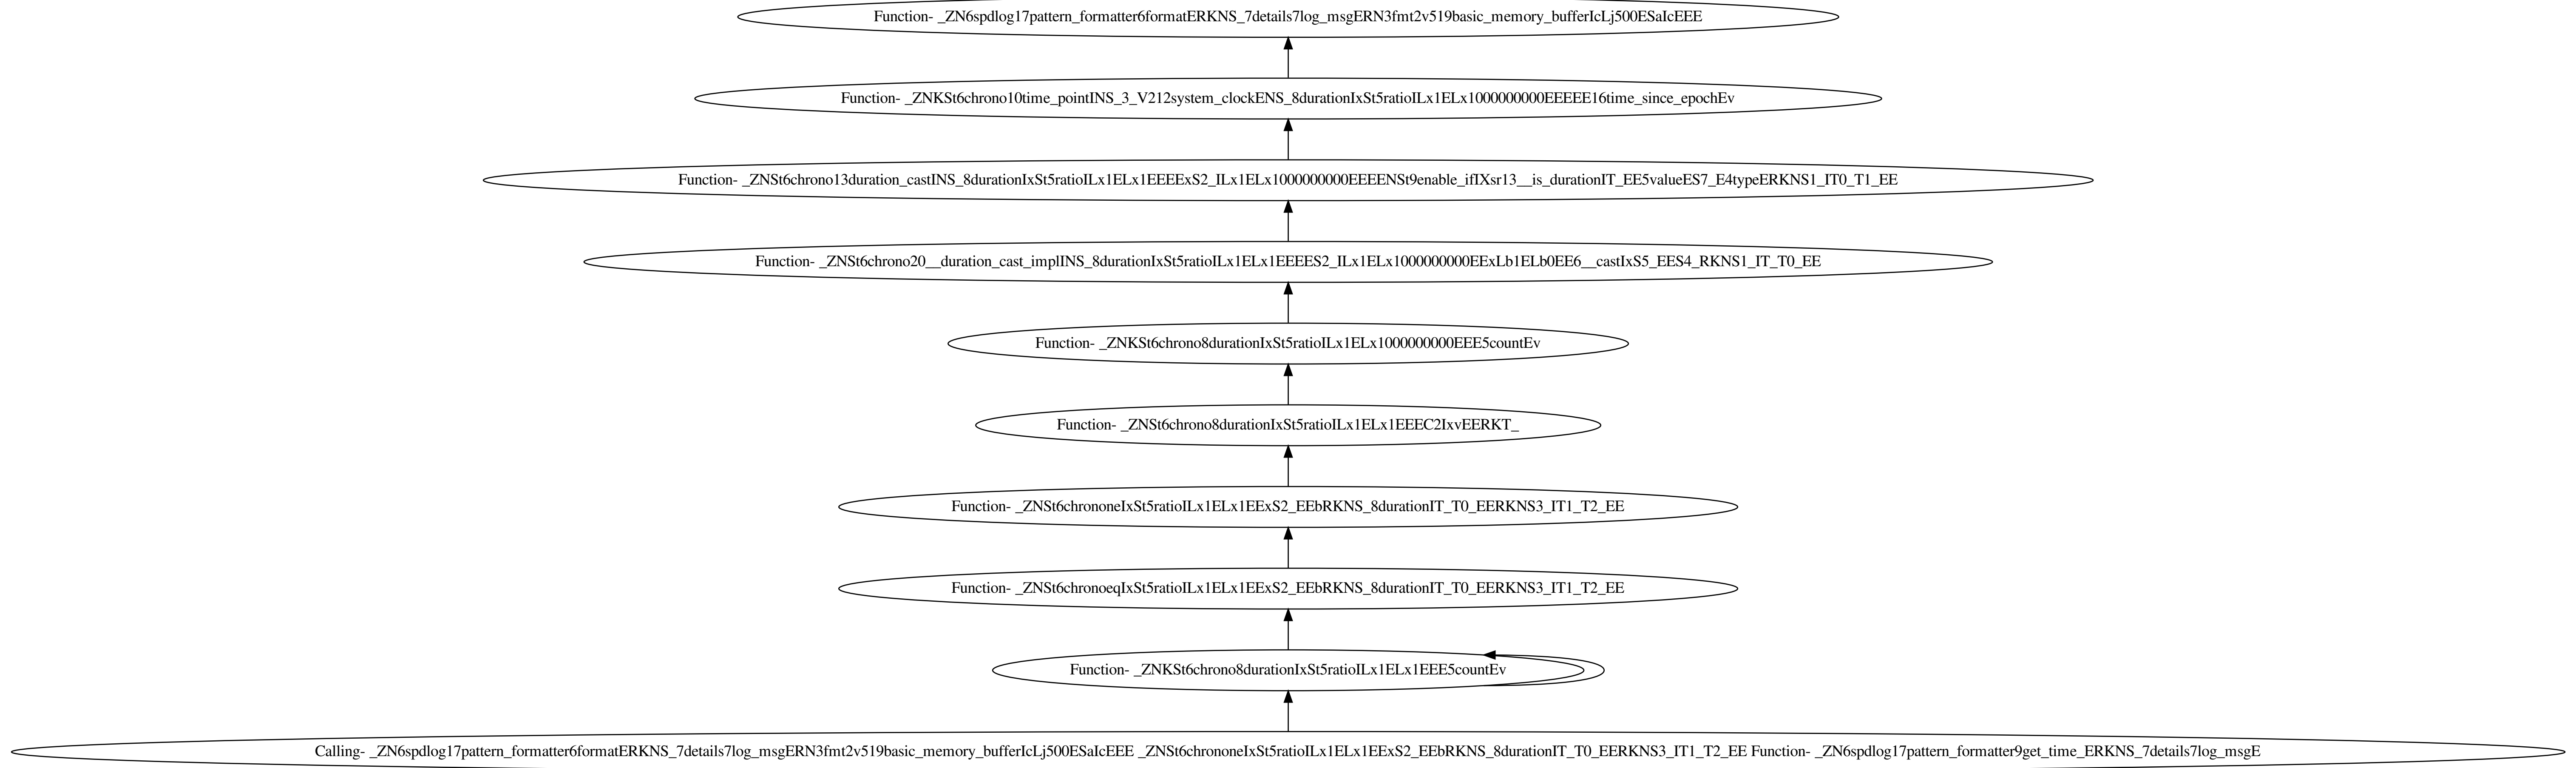 Function- _ZN6spdlog17pattern_formatter6formatERKNS_7details7log_msgERN3fmt2v519basic_memory_bufferIcLj500ESaIcEEE
Function- _ZNKSt6chrono10time_pointINS_3_V212system_clockENS_8durationIxSt5ratioILx1ELx1000000000EEEEE16time_since_epochEv
Function- _ZNSt6chrono13duration_castINS_8durationIxSt5ratioILx1ELx1EEEExS2_ILx1ELx1000000000EEEENSt9enable_ifIXsr13__is_durationIT_EE5valueES7_E4typeERKNS1_IT0_T1_EE
Function- _ZNSt6chrono20__duration_cast_implINS_8durationIxSt5ratioILx1ELx1EEEES2_ILx1ELx1000000000EExLb1ELb0EE6__castIxS5_EES4_RKNS1_IT_T0_EE
Function- _ZNKSt6chrono8durationIxSt5ratioILx1ELx1000000000EEE5countEv
Function- _ZNSt6chrono8durationIxSt5ratioILx1ELx1EEEC2IxvEERKT_
Function- _ZNSt6chrononeIxSt5ratioILx1ELx1EExS2_EEbRKNS_8durationIT_T0_EERKNS3_IT1_T2_EE
Function- _ZNSt6chronoeqIxSt5ratioILx1ELx1EExS2_EEbRKNS_8durationIT_T0_EERKNS3_IT1_T2_EE
Function- _ZNKSt6chrono8durationIxSt5ratioILx1ELx1EEE5countEv
Calling- _ZN6spdlog17pattern_formatter6formatERKNS_7details7log_msgERN3fmt2v519basic_memory_bufferIcLj500ESaIcEEE _ZNSt6chrononeIxSt5ratioILx1ELx1EExS2_EEbRKNS_8durationIT_T0_EERKNS3_IT1_T2_EE Function- _ZN6spdlog17pattern_formatter9get_time_ERKNS_7details7log_msgE